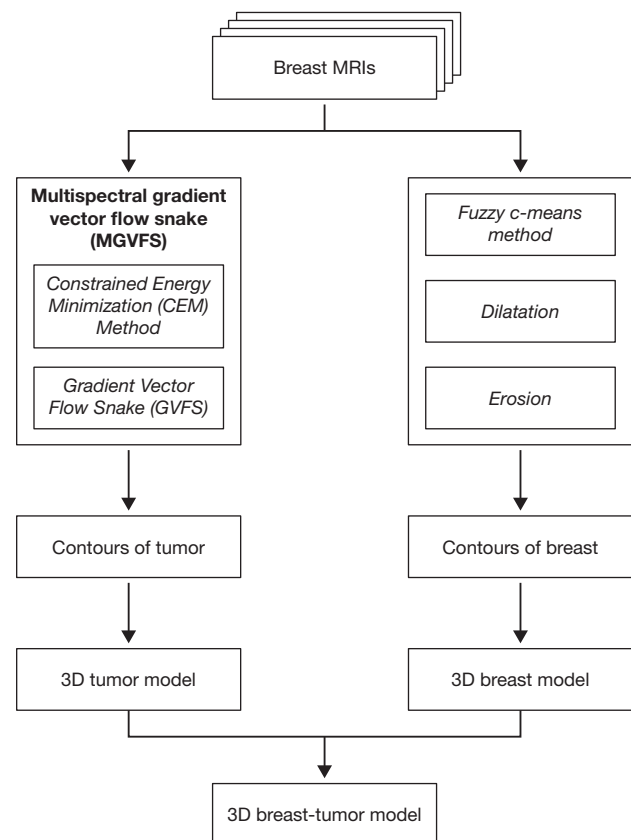 Breast MRIs
Multispectral gradient
vector flow snake
(MGVFS)
Constrained Energy
Minimization (CEM)
Method
Gradient Vector
Flow Snake (GVFS)
Fuzzy c-means
method
Dilatation
Erosion
Contours of tumor
Contours of breast
3D tumor model
3D breast model
3D breast-tumor model